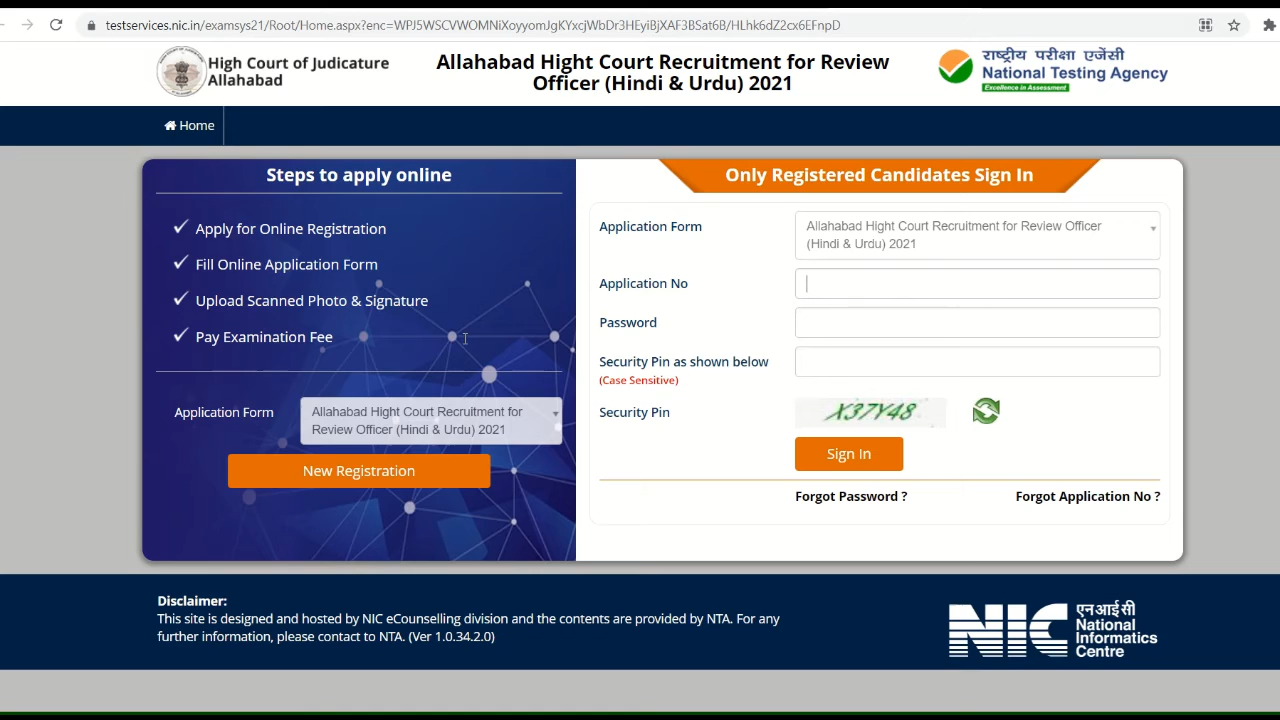 testservices.nic.in/examsys21/Root/Home.aspx?enc=WPJ5WSCVWOMNiXoyyomJgKYxcjWbDr3HEyiBjXAF3BSat6B/HLhk6dZ2cx6EFnpD
High Court of Judicature
Allahabad
Allahabad Hight Court Recruitment for Review
Officer (Hindi & Urdu) 2021
राष्ट्रीय परीक्षा एजेंसी
National Testing Agency
Excellence in Assessment
Home
Steps to apply online
Apply for Online Registration
Fill Online Application Form
Upload Scanned Photo & Signature
Pay Examination Fee
Application Form
Allahabad Hight Court Recruitment for
Review Officer (Hindi & Urdu) 2021
New Registration
Only Registered Candidates Sign In
Application Form
Allahabad Hight Court Recruitment for Review Officer
(Hindi & Urdu) 2021
Application No
Password
Security Pin as shown below
(Case Sensitive)
Security Pin
X37Y48
Sign In
Forgot Password ?
Forgot Application No ?
Disclaimer:
This site is designed and hosted by NIC eCounselling division and the contents are provided by NTA. For any
further information, please contact to NTA. (Ver 1.0.34.2.0)
NIC
एन आई सी
National
Informatics
Centre